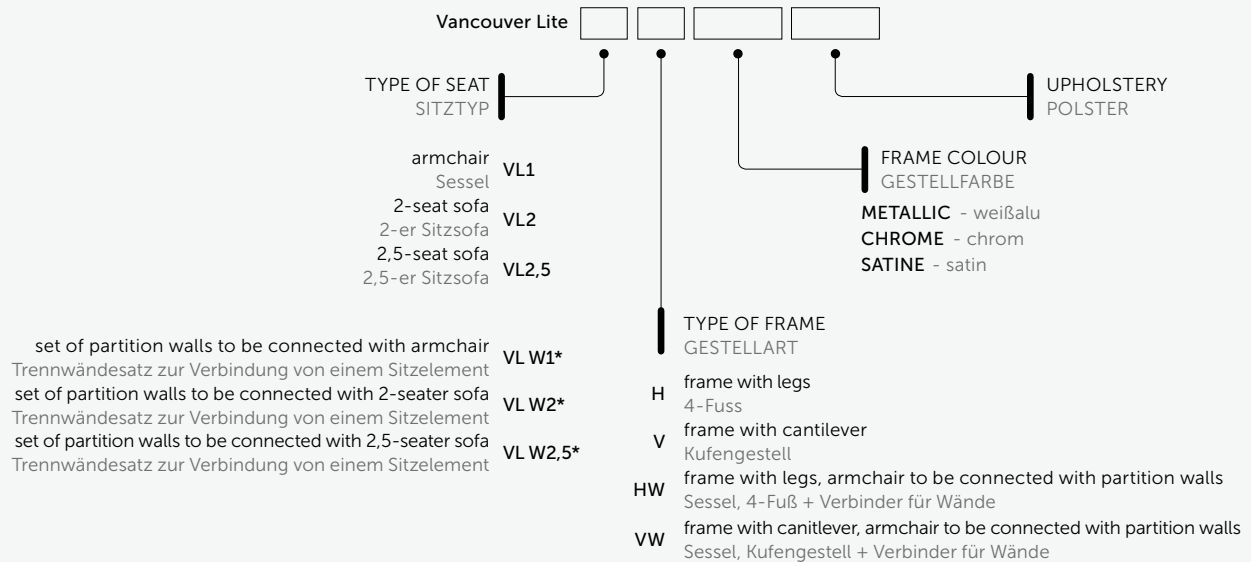 Vancouver Lite
TYPE OF SEAT
SITZTYP
armchair
Sessel
VL1
2-seat sofa
2-er Sitzsofa
VL2
2,5-seat sofa
2,5-er Sitzsofa
VL2,5
set of partition walls to be connected with armchair
Trennwändesatz zur Verbindung von einem Sitzelement
VL W1*
set of partition walls to be connected with 2-seater sofa
Trennwändesatz zur Verbindung von einem Sitzelement
VL W2*
set of partition walls to be connected with 2,5-seater sofa
Trennwändesatz zur Verbindung von einem Sitzelement
VL W2,5*
TYPE OF FRAME
GESTELLART
H
frame with legs
4-Fuss
V
frame with cantilever
Kufengestell
HW
frame with legs, armchair to be connected with partition walls
Sessel, 4-Fuß + Verbinder für Wände
VW
frame with canitlever, armchair to be connected with partition walls
Sessel, Kufengestell + Verbinder für Wände
FRAME COLOUR
GESTELLFARBE
METALLIC - weißalu
CHROME - chrom
SATINE - satin
UPHOLSTERY
POLSTER